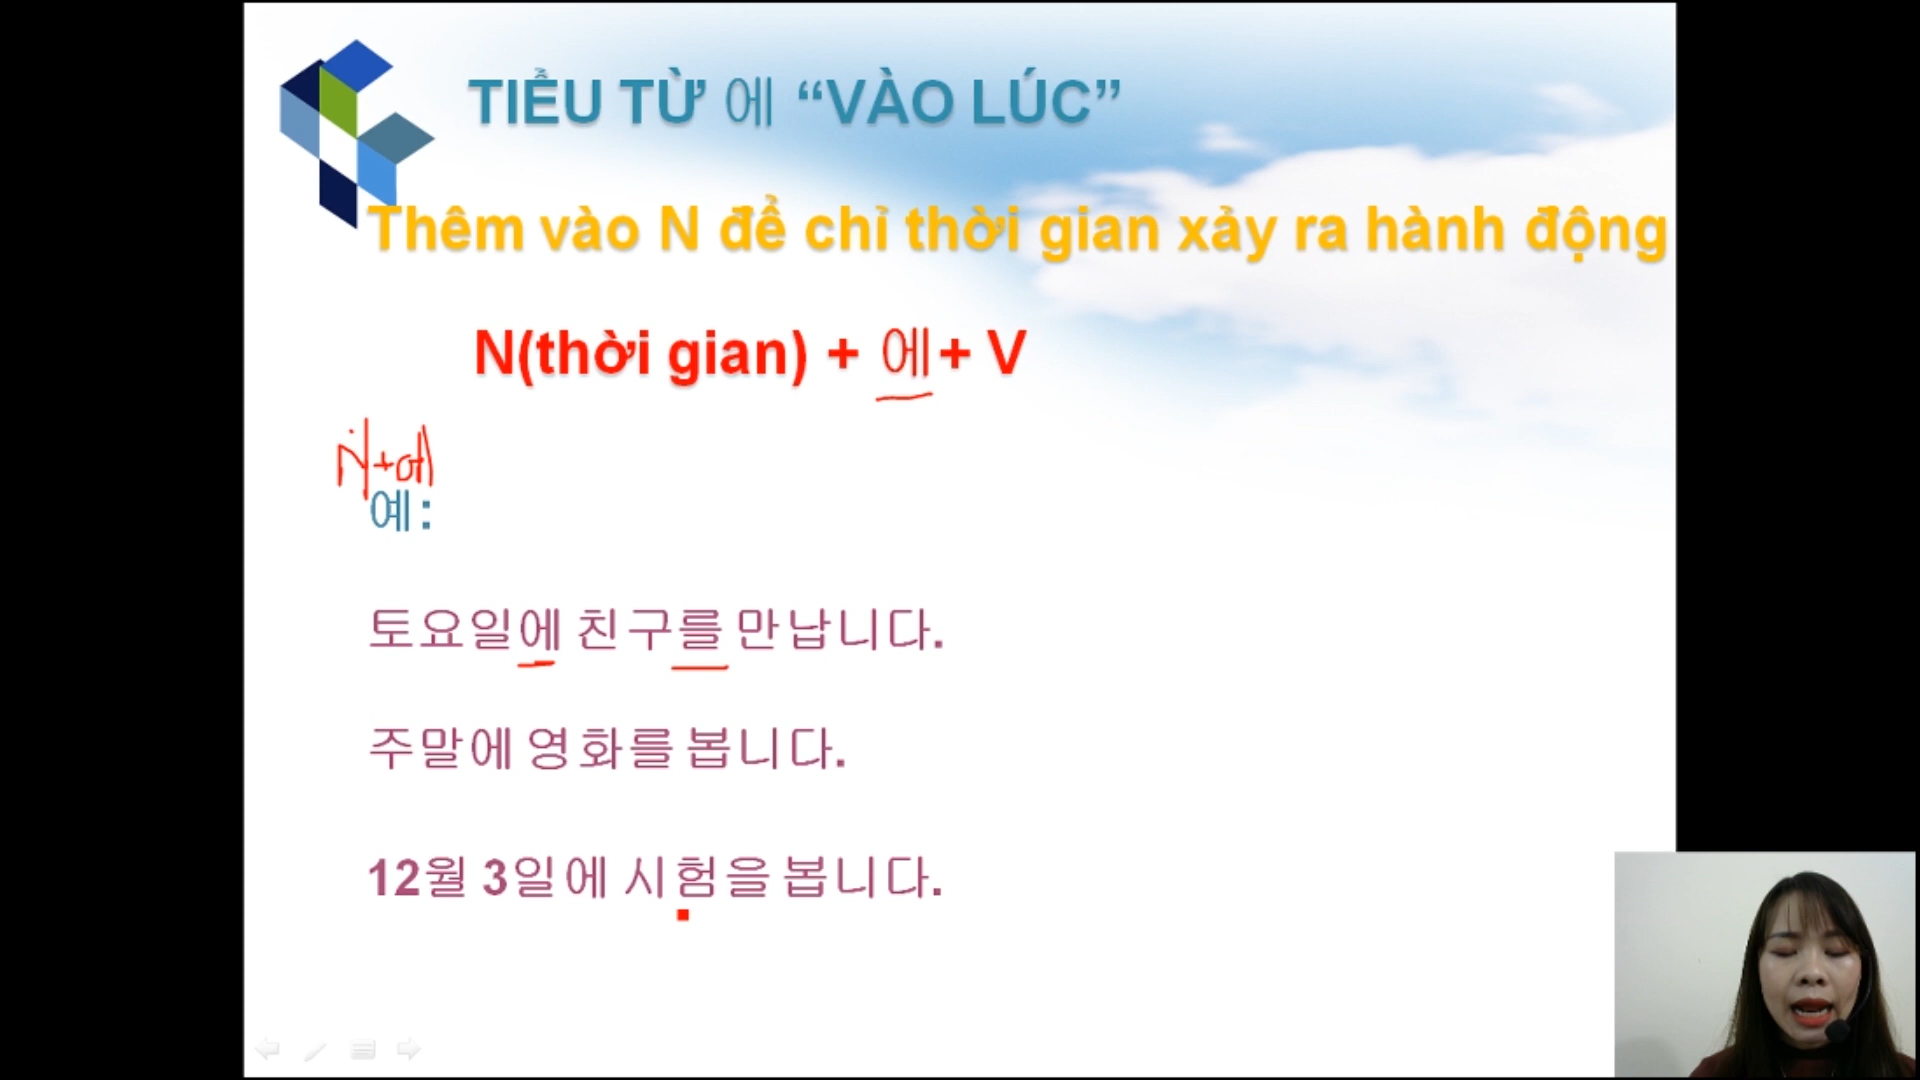 TIỂU TỪ 에 “VÀO LÚC”
Thêm vào N để chỉ thời gian xảy ra hành động
N(thời gian) + 에+ V
N+에
예:
토요일에 친구를 만납니다.
주말에 영화를 봅니다.
12월 3일에 시험을 봅니다.